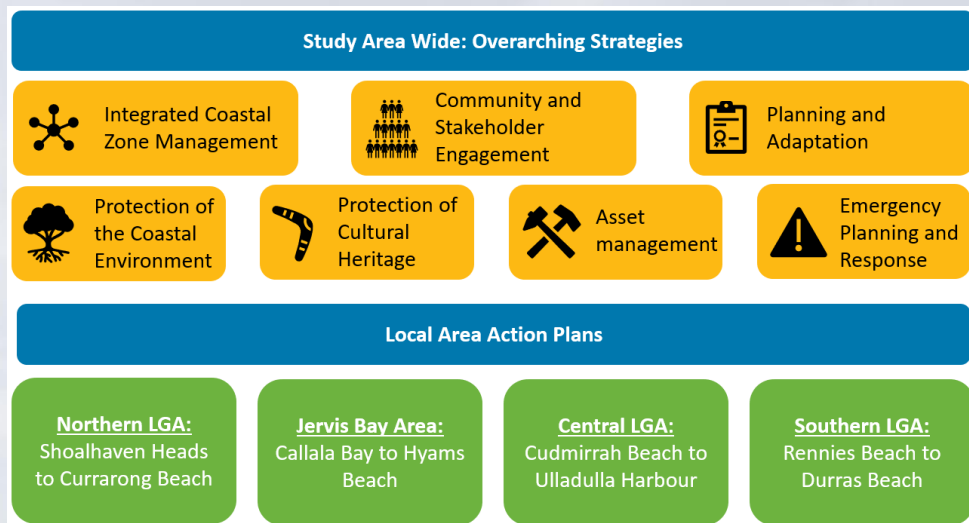 Study Area Wide: Overarching Strategies
Integrated Coastal
Zone Management
Community and
Stakeholder
Engagement
Planning and
Adaptation
Protection of
the Coastal
Environment
Protection of
Cultural
Heritage
Asset
management
Emergency
Planning and
Response
Local Area Action Plans
Northern LGA:
Shoalhaven Heads
to Currarong Beach
Jervis Bay Area:
Callala Bay to Hyams
Beach
Central LGA:
Cudmirrah Beach to
Ulladulla Harbour
Southern LGA:
Rennies Beach to
Durras Beach